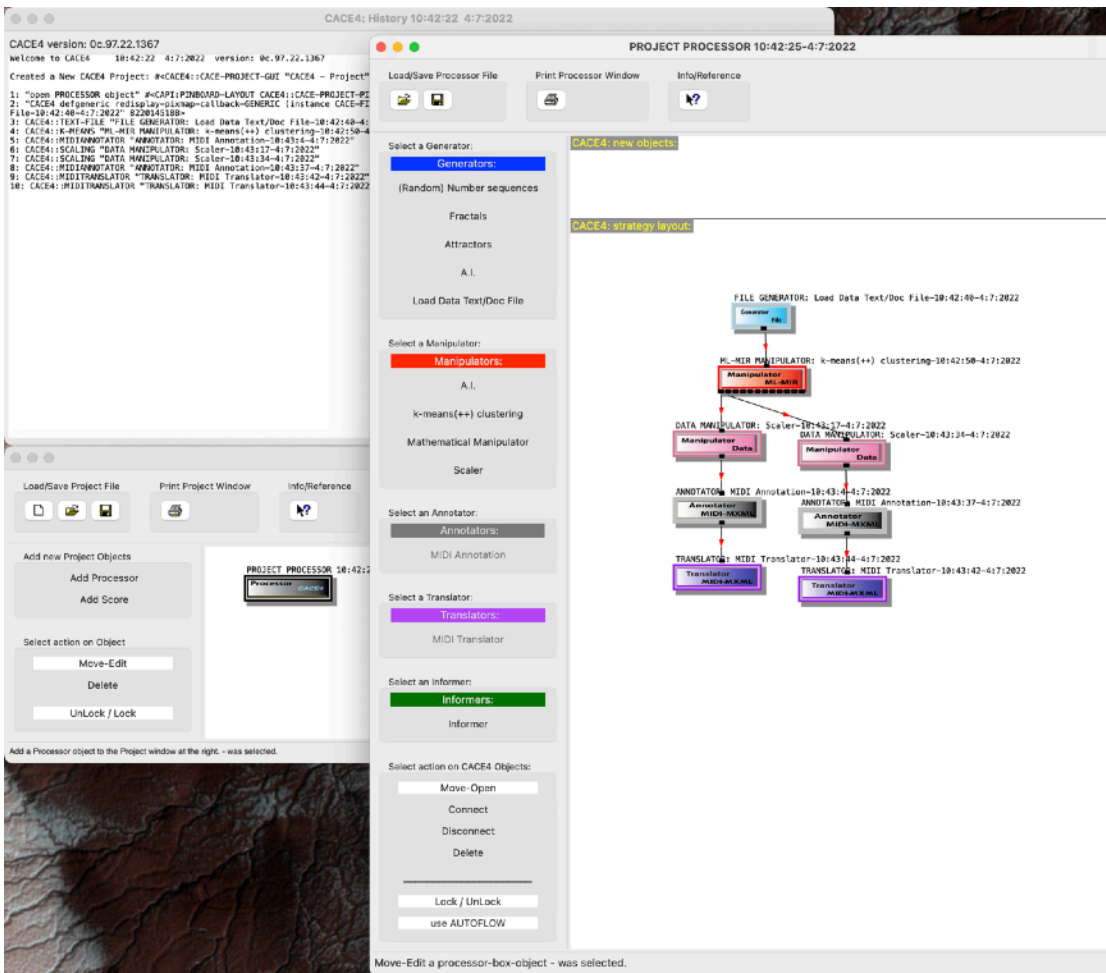 CACE4: History 10:42:22 4:7:2022
CACE4 version: 0c.97.22.1367
Welcome to CACE4 10:42:22 4:7:2022 version: 0c.97.22.1367
Created a New CACE4 Project: #<CACE4::CACE-PROJECT-GUI "CACE4 – Project"
1: "open PROCESSOR object" #<CAPI:PINBOARD-LAYOUT CACE4::CACE-PROJECT-PI
2: "CACE4 defgeneric redisplay-pixmap-callback-GENERIC (instance CACE-FI
File-10:42:40-4:7:2022" 822014518B>
3: CACE4::TEXT-FILE "FILE GENERATOR: Load Data Text/Doc File-10:42:40-4:
4: CACE4::K-MEANS "ML-MIR MANIPULATOR: k-means(++) clustering-10:42:50-4
5: CACE4::MIDIANNOTATOR "ANNOTATOR: MIDI Annotation-10:43:4-4:7:2022"
6: CACE4::SCALING "DATA MANIPULATOR: Scaler-10:43:17-4:7:2022"
7: CACE4::SCALING "DATA MANIPULATOR: Scaler-10:43:34-4:7:2022"
8: CACE4::MIDIANNOTATOR "ANNOTATOR: MIDI Annotation-10:43:37-4:7:2022"
9: CACE4::MIDITRANSLATOR "TRANSLATOR: MIDI Translator-10:43:42-4:7:2022"
10: CACE4::MIDITRANSLATOR "TRANSLATOR: MIDI Translator-10:43:44-4:7:2022
Load/Save Project File
Print Project Window
Info/Reference
Add new Project Objects
Add Processor
Add Score
Select action on Object
Move-Edit
Delete
UnLock / Lock
PROJECT PROCESSOR 10:42:2
Processor
CACE4
Add a Processor object to the Project window at the right. - was selected.
PROJECT PROCESSOR 10:42:25-4:7:2022
Load/Save Processor File
Print Processor Window
Info/Reference
Select a Generator:
Generators:
(Random) Number sequences
Fractals
Attractors
A.I.
Load Data Text/Doc File
Select a Manipulator:
Manipulators:
A.I.
k-means(++) clustering
Mathematical Manipulator
Scaler
Select an Annotator:
Annotators:
MIDI Annotation
Select a Translator:
Translators:
MIDI Translator
Select an Informer:
Informers:
Informer
Select action on CACE4 Objects:
Move-Open
Connect
Disconnect
Delete
Lock / UnLock
use AUTOFLOW
Move-Edit a processor-box-object - was selected.
CACE4: new objects:
CACE4: strategy layout:
FILE GENERATOR: Load Data Text/Doc File-10:42:40-4:7:2022
Generator
File
ML-MIR MANIPULATOR: k-means(++) clustering-10:42:50-4:7:2022
Manipulator
ML-MIR
DATA MANIPULATOR: Scaler-10:43:17-4:7:2022
Manipulator
Data
DATA MANIPULATOR: Scaler-10:43:34-4:7:2022
Manipulator
Data
ANNOTATOR: MIDI Annotation-10:43:4-4:7:2022
Annotator
MIDI-MXML
ANNOTATOR: MIDI Annotation-10:43:37-4:7:2022
Annotator
MIDI-MXML
TRANSLATOR: MIDI Translator-10:43:44-4:7:2022
Translator
MIDI-MXML
TRANSLATOR: MIDI Translator-10:43:42-4:7:2022
Translator
MIDI-MXML